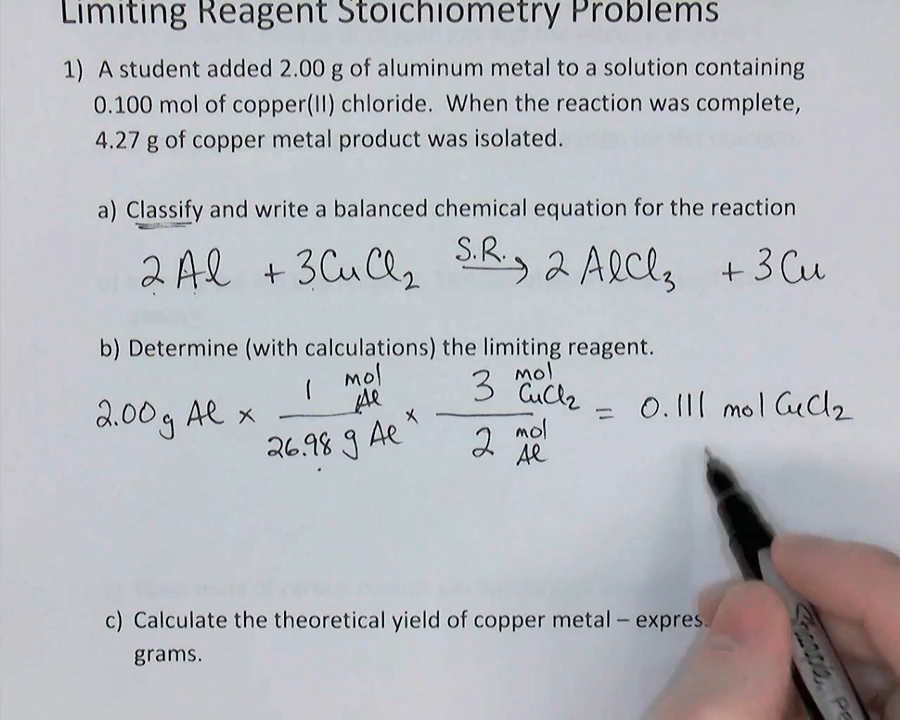 Limiting Reagent Stoichiometry Problems
1) A student added 2.00 g of aluminum metal to a solution containing
0.100 mol of copper(II) chloride. When the reaction was complete,
4.27 g of copper metal product was isolated.
a) Classify and write a balanced chemical equation for the reaction
2 Al + 3CuCl₂ S.R.→ 2 AlCl₃ + 3 Cu
b) Determine (with calculations) the limiting reagent.
2.00 g Al × 1 mol Al / 26.98 g Al × 3 mol CuCl₂ / 2 mol Al = 0.111 mol CuCl₂
c) Calculate the theoretical yield of copper metal –
grams.